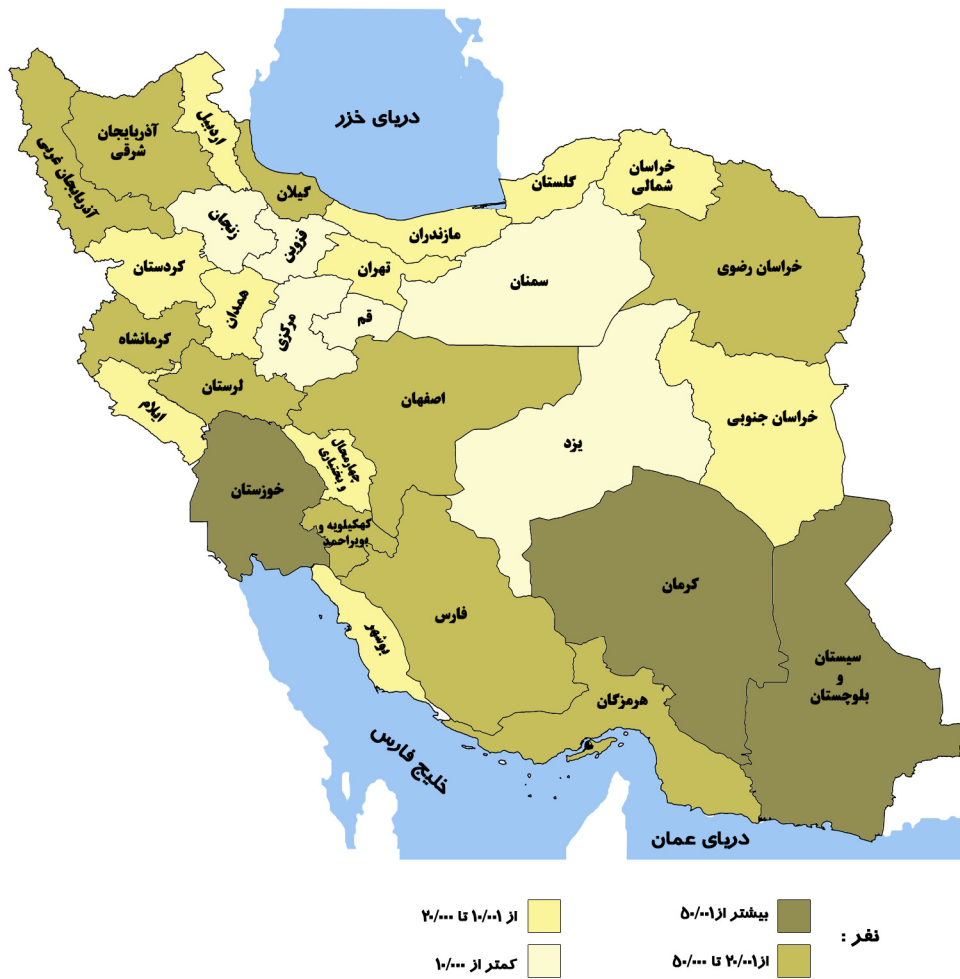 دریای خزر
آذربایجان
شرقی
اردبیل
آذربایجان غربی
گیلان
گلستان
خراسان
شمالی
زنجان
قزوین
مازندران
تهران
خراسان رضوی
کردستان
همدان
سمنان
مرکزی
قم
کرمانشاه
لرستان
اصفهان
ایلام
خراسان جنوبی
چهارمحال
و بختیاری
یزد
خوزستان
کهکیلویه و
بویراحمد
کرمان
فارس
بوشهر
سیستان
و
بلوچستان
هرمزگان
خلیج فارس
دریای عمان
نفر :
بیشتر از ۵۰/۰۰۱
از ۲۰/۰۰۱ تا ۵۰/۰۰۰
از ۱۰/۰۰۱ تا ۲۰/۰۰۰
کمتر از ۱۰/۰۰۰